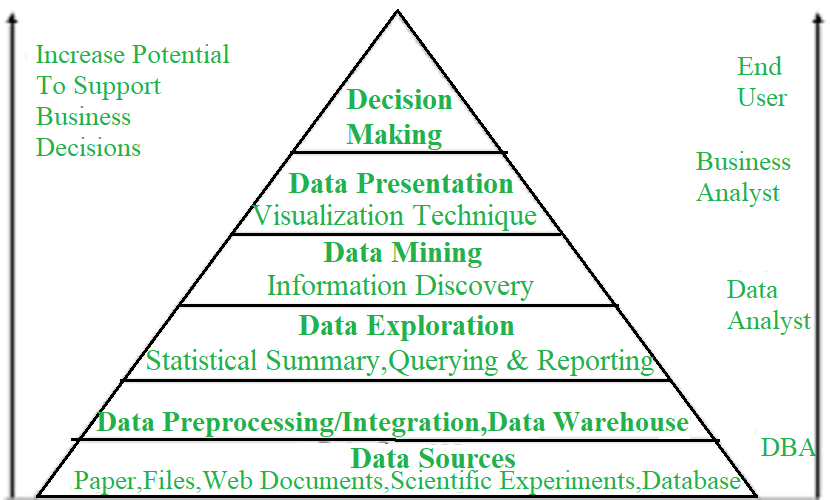 Increase Potential
To Support
Business
Decisions
End
User
Decision
Making
Business
Analyst
Data Presentation
Visualization Technique
Data Mining
Information Discovery
Data
Analyst
Data Exploration
Statistical Summary,Querying & Reporting
Data Preprocessing/Integration,Data Warehouse
DBA
Data Sources
Paper,Files,Web Documents,Scientific Experiments,Database